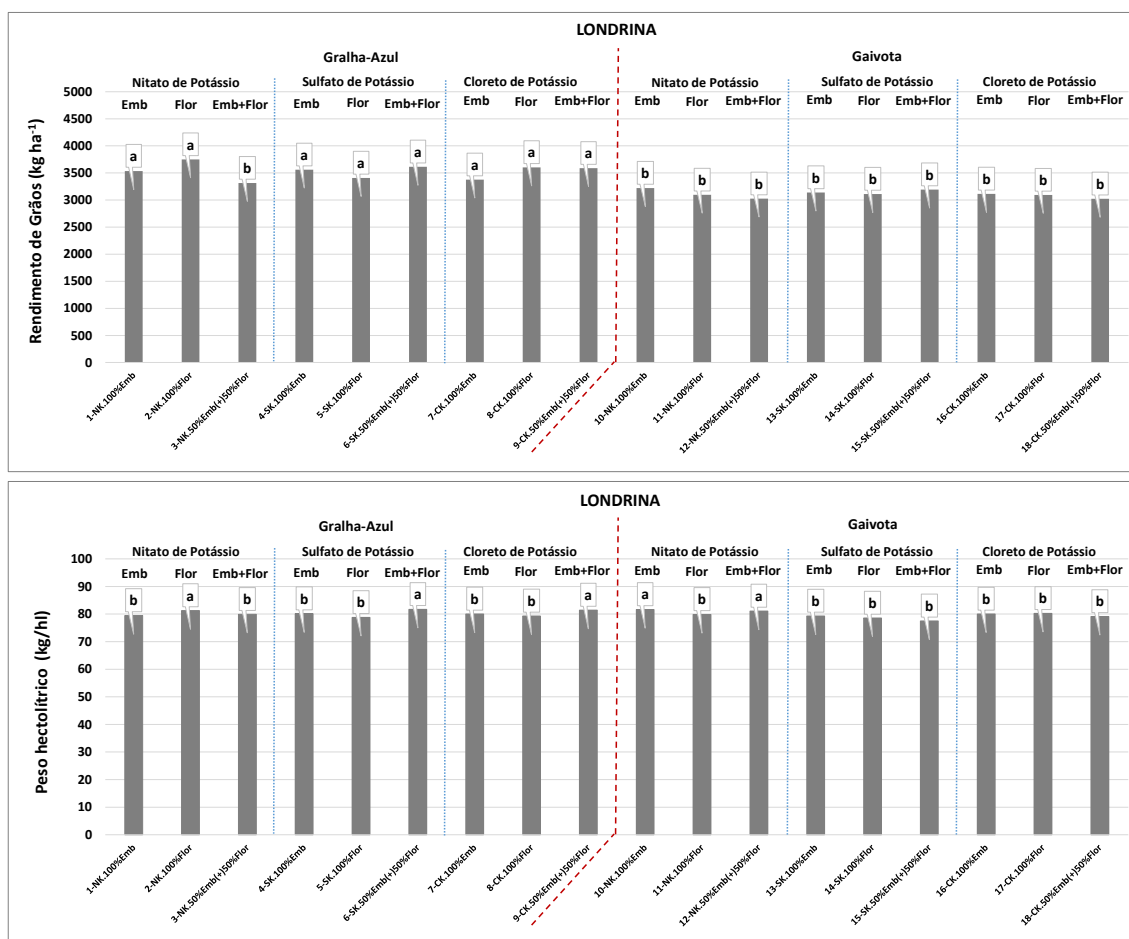 LONDRINA
Gralha-Azul Gaivota
Nitato de Potássio Sulfato de Potássio Cloreto de Potássio Nitato de Potássio Sulfato de Potássio Cloreto de Potássio
Emb Flor Emb+Flor Emb Flor Emb+Flor Emb Flor Emb+Flor Emb Flor Emb+Flor Emb Flor Emb+Flor Emb Flor Emb+Flor
Rendimento de Grãos (kg ha⁻¹)
5000
4500
4000
3500
3000
2500
2000
1500
1000
500
0
a a b a a a a a a b b b b b b b b b
1-NK.100%Emb
2-NK.100%Flor
3-NK.50%Emb(+)50%Flor
4-SK.100%Emb
5-SK.100%Flor
6-SK.50%Emb(+)50%Flor
7-CK.100%Emb
8-CK.100%Flor
9-CK.50%Emb(+)50%Flor
10-NK.100%Emb
11-NK.100%Flor
12-NK.50%Emb(+)50%Flor
13-SK.100%Emb
14-SK.100%Flor
15-SK.50%Emb(+)50%Flor
16-CK.100%Emb
17-CK.100%Flor
18-CK.50%Emb(+)50%Flor
LONDRINA
Gralha-Azul Gaivota
Nitato de Potássio Sulfato de Potássio Cloreto de Potássio Nitato de Potássio Sulfato de Potássio Cloreto de Potássio
Emb Flor Emb+Flor Emb Flor Emb+Flor Emb Flor Emb+Flor Emb Flor Emb+Flor Emb Flor Emb+Flor Emb Flor Emb+Flor
Peso hectolítrico (kg/hl)
100
90
80
70
60
50
40
30
20
10
0
b a b b b a b b a a b a b b b b b b
1-NK.100%Emb
2-NK.100%Flor
3-NK.50%Emb(+)50%Flor
4-SK.100%Emb
5-SK.100%Flor
6-SK.50%Emb(+)50%Flor
7-CK.100%Emb
8-CK.100%Flor
9-CK.50%Emb(+)50%Flor
10-NK.100%Emb
11-NK.100%Flor
12-NK.50%Emb(+)50%Flor
13-SK.100%Emb
14-SK.100%Flor
15-SK.50%Emb(+)50%Flor
16-CK.100%Emb
17-CK.100%Flor
18-CK.50%Emb(+)50%Flor